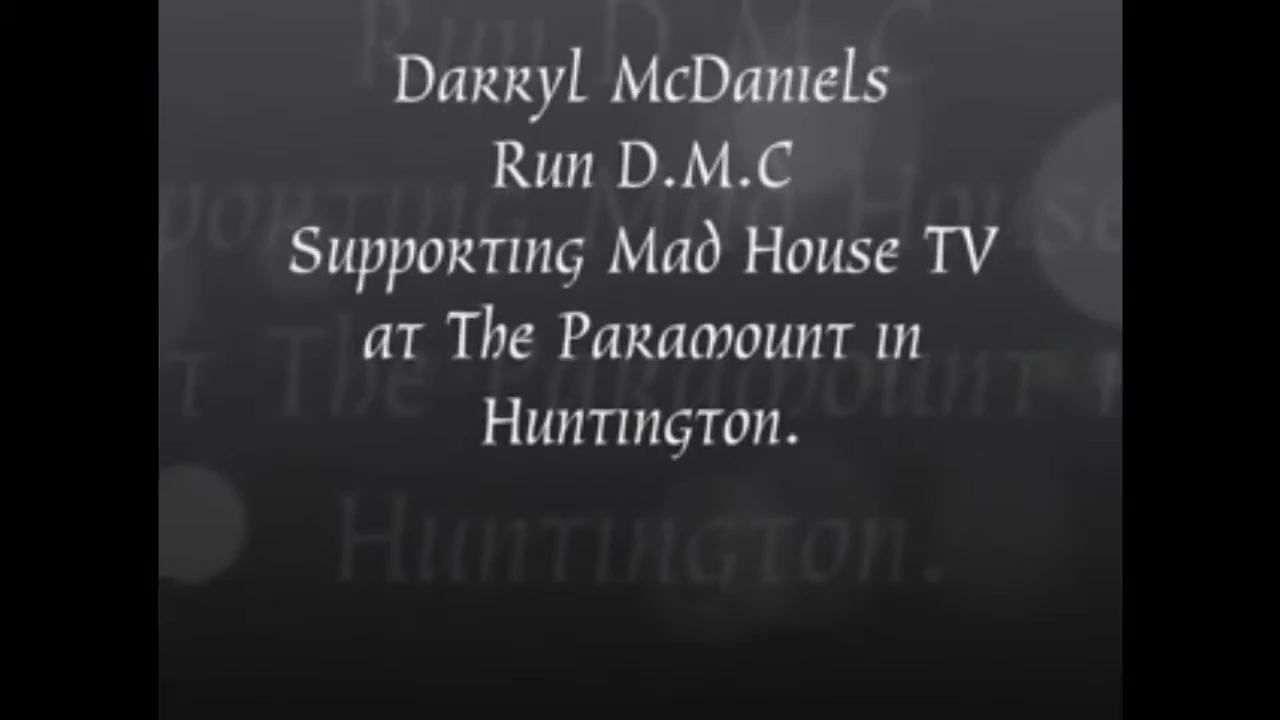 Darryl McDaniels
Run D.M.C
Supporting Mad House TV
at The Paramount in
Huntington.